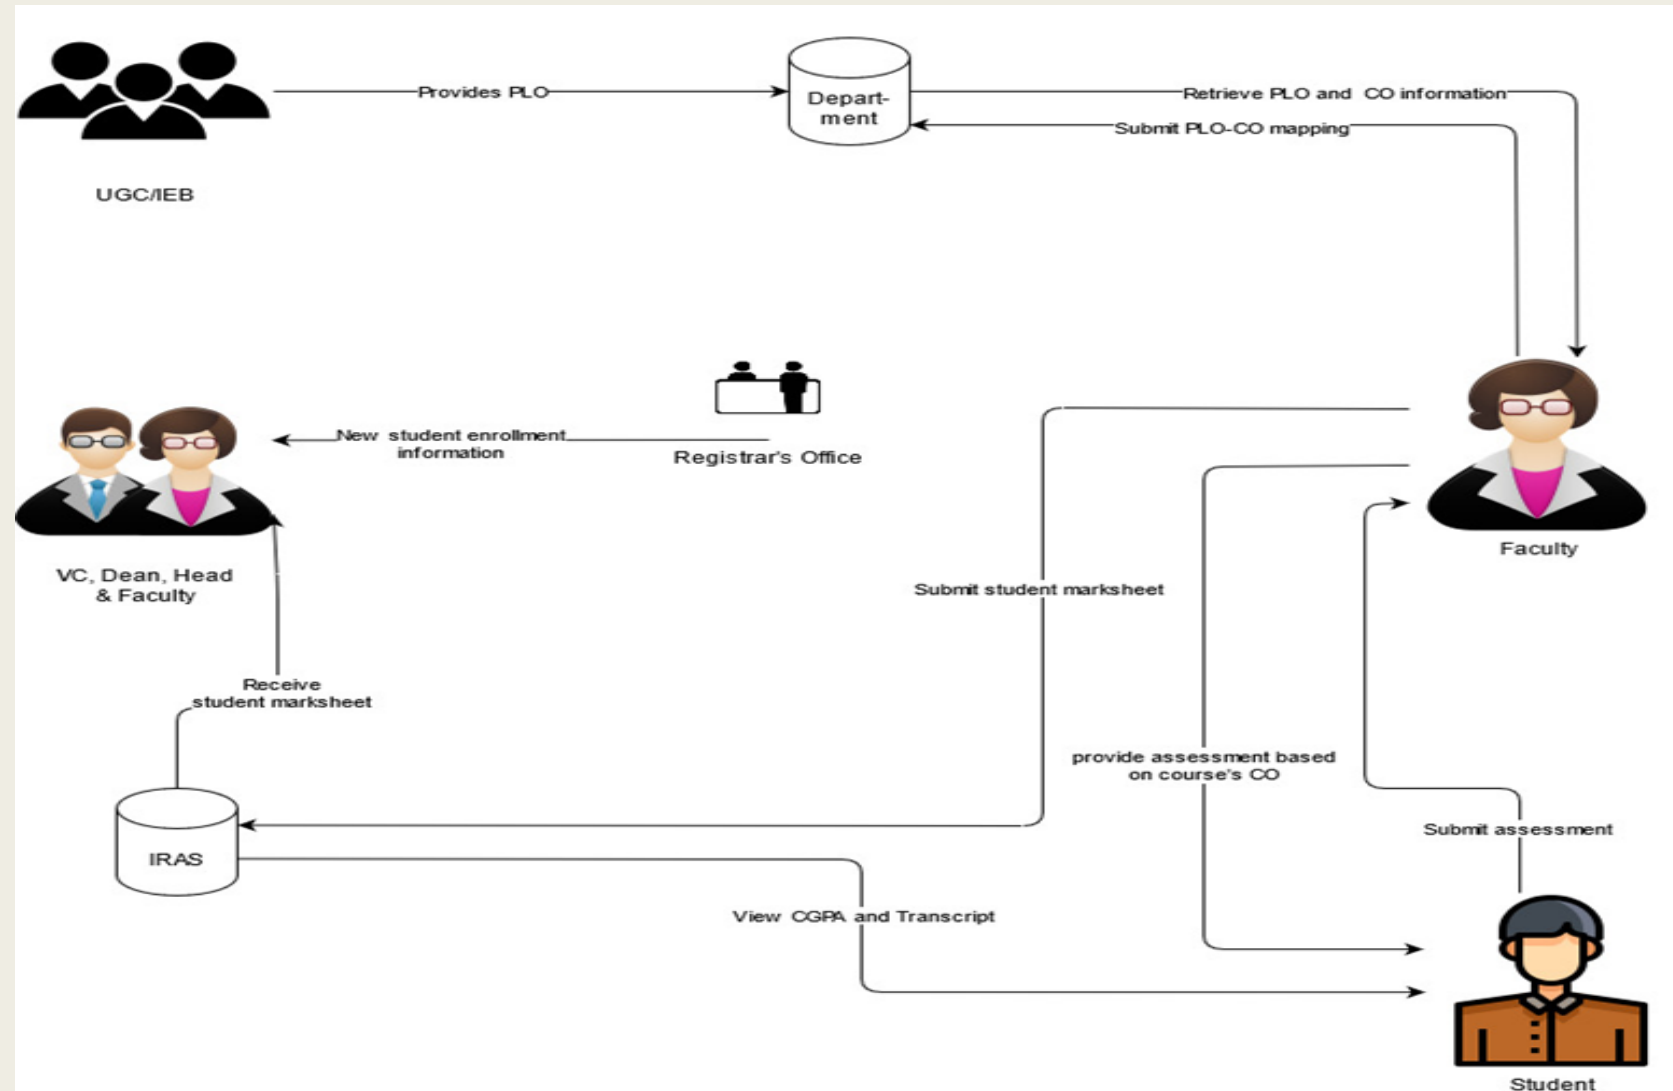 Provides PLO
Depart-
ment
Retrieve PLO and CO information
Submit PLO-CO mapping
UGC/IEB
New student enrollment
information
Registrar's Office
Faculty
VC, Dean, Head
& Faculty
Submit student marksheet
Receive
student marksheet
provide assessment based
on course's CO
Submit assessment
IRAS
View CGPA and Transcript
Student